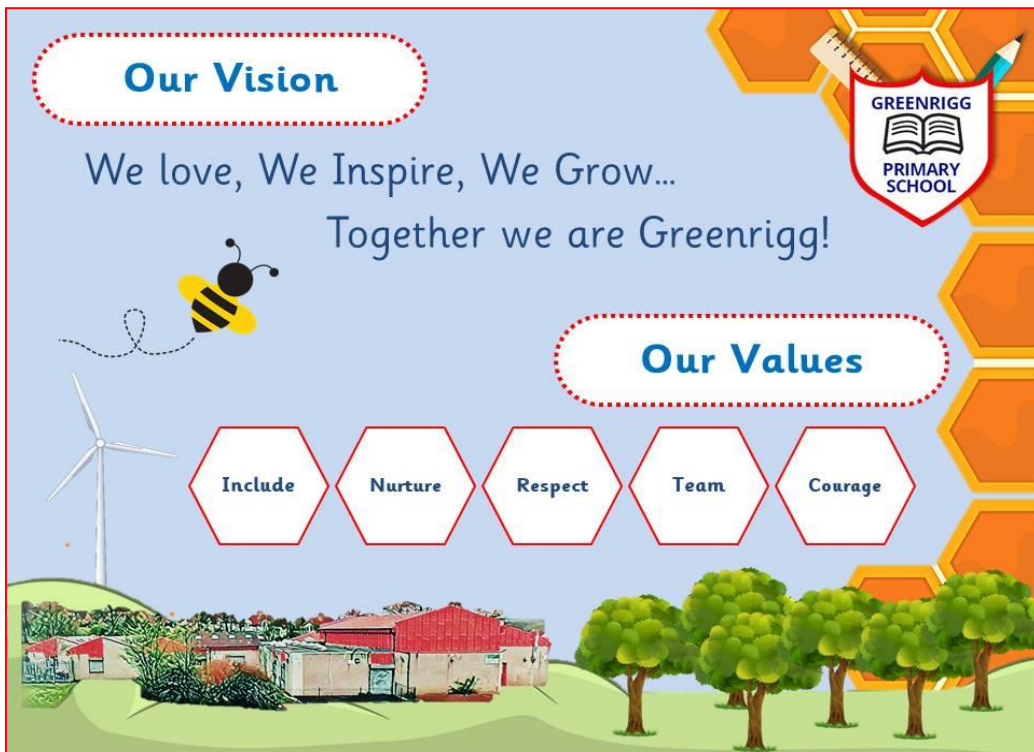 Our Vision
GREENRIGG
PRIMARY
SCHOOL
We love, We Inspire, We Grow...
Together we are Greenrigg!
Our Values
Include
Nurture
Respect
Team
Courage